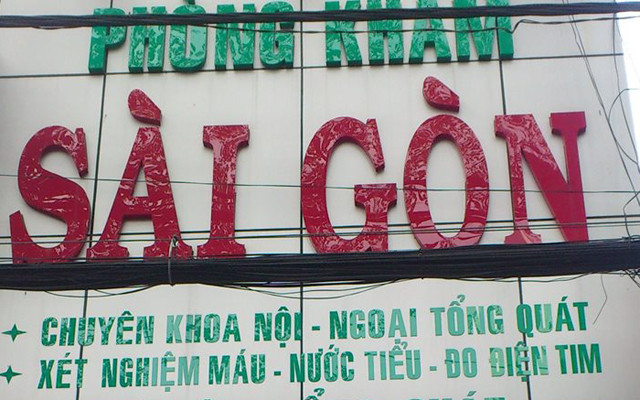 PHÒNG KHÁM
SÀI GÒN
CHUYÊN KHOA NỘI - NGOẠI TỔNG QUÁT
XÉT NGHIỆM MÁU - NƯỚC TIỂU - ĐO ĐIỆN TIM